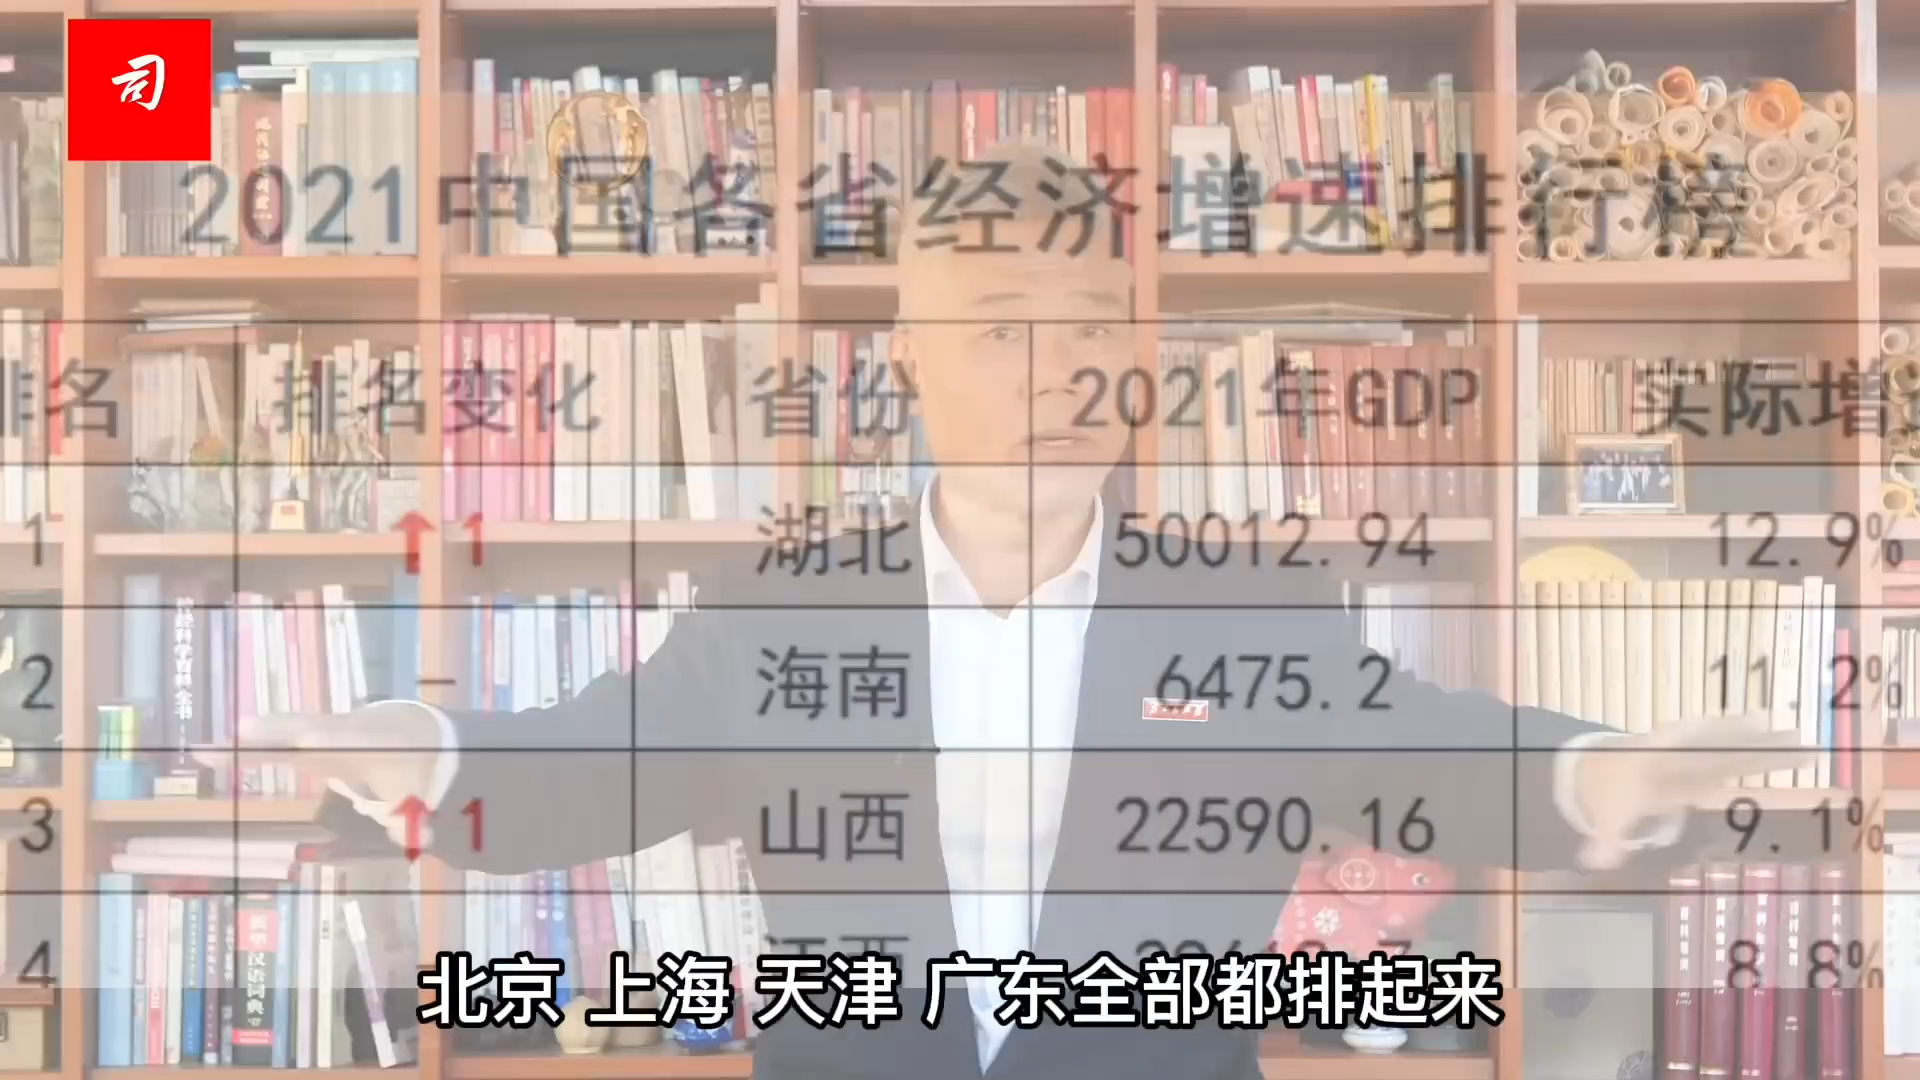 司
2021中国各省经济增速排行榜
排名 排名变化 省份 2021年GDP 实际增
1 ↑1 湖北 50012.94 12.9%
2 - 海南 6475.2 11.2%
3 ↑1 山西 22590.16 9.1%
4 江西 8.8%
北京 上海 天津 广东全部都排起来